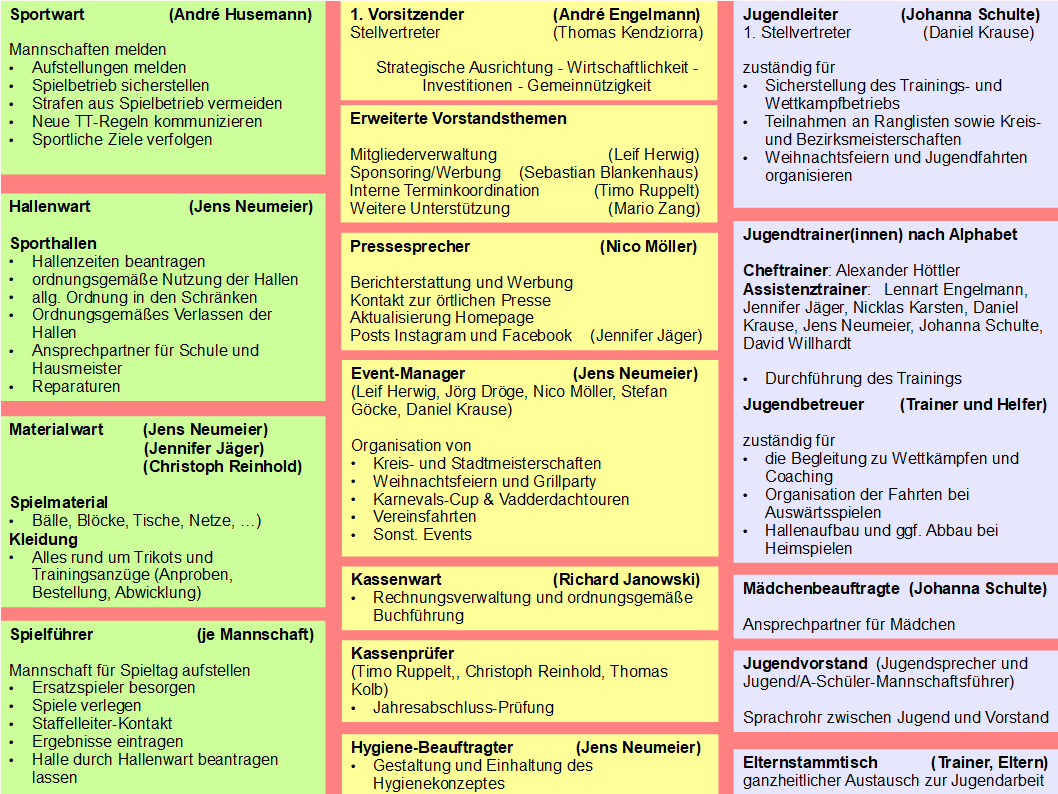 Sportwart (André Husemann)
Mannschaften melden
• Aufstellungen melden
• Spielbetrieb sicherstellen
• Strafen aus Spielbetrieb vermeiden
• Neue TT-Regeln kommunizieren
• Sportliche Ziele verfolgen
Hallenwart (Jens Neumeier)
Sporthallen
• Hallenzeiten beantragen
• ordnungsgemäße Nutzung der Hallen
• allg. Ordnung in den Schränken
• Ordnungsgemäßes Verlassen der
Hallen
• Ansprechpartner für Schule und
Hausmeister
• Reparaturen
Materialwart (Jens Neumeier)
(Jennifer Jäger)
(Christoph Reinhold)
Spielmaterial
• Bälle, Blöcke, Tische, Netze, …)
Kleidung
• Alles rund um Trikots und
Trainingsanzüge (Anproben,
Bestellung, Abwicklung)
Spielführer (je Mannschaft)
Mannschaft für Spieltag aufstellen
• Ersatzspieler besorgen
• Spiele verlegen
• Staffelleiter-Kontakt
• Ergebnisse eintragen
• Halle durch Hallenwart beantragen
lassen
1. Vorsitzender (André Engelmann)
Stellvertreter (Thomas Kendziorra)
Strategische Ausrichtung - Wirtschaftlichkeit -
Investitionen - Gemeinnützigkeit
Erweiterte Vorstandsthemen
Mitgliederverwaltung (Leif Herwig)
Sponsoring/Werbung (Sebastian Blankenhaus)
Interne Terminkoordination (Timo Ruppelt)
Weitere Unterstützung (Mario Zang)
Pressesprecher (Nico Möller)
Berichterstattung und Werbung
Kontakt zur örtlichen Presse
Aktualisierung Homepage
Posts Instagram und Facebook (Jennifer Jäger)
Event-Manager (Jens Neumeier)
(Leif Herwig, Jörg Dröge, Nico Möller, Stefan
Göcke, Daniel Krause)
Organisation von
• Kreis- und Stadtmeisterschaften
• Weihnachtsfeiern und Grillparty
• Karnevals-Cup & Vadderdachtouren
• Vereinsfahrten
• Sonst. Events
Kassenwart (Richard Janowski)
• Rechnungsverwaltung und ordnungsgemäße
Buchführung
Kassenprüfer
(Timo Ruppelt,, Christoph Reinhold, Thomas
Kolb)
• Jahresabschluss-Prüfung
Hygiene-Beauftragter (Jens Neumeier)
• Gestaltung und Einhaltung des
Hygienekonzeptes
Jugendleiter (Johanna Schulte)
1. Stellvertreter (Daniel Krause)
zuständig für
• Sicherstellung des Trainings- und
Wettkampfbetriebs
• Teilnahmen an Ranglisten sowie Kreis-
und Bezirksmeisterschaften
• Weihnachtsfeiern und Jugendfahrten
organisieren
Jugendtrainer(innen) nach Alphabet
Cheftrainer: Alexander Höttler
Assistenztrainer: Lennart Engelmann,
Jennifer Jäger, Nicklas Karsten, Daniel
Krause, Jens Neumeier, Johanna Schulte,
David Willhardt
• Durchführung des Trainings
Jugendbetreuer (Trainer und Helfer)
zuständig für
• die Begleitung zu Wettkämpfen und
Coaching
• Organisation der Fahrten bei
Auswärtsspielen
• Hallenaufbau und ggf. Abbau bei
Heimspielen
Mädchenbeauftragte (Johanna Schulte)
Ansprechpartner für Mädchen
Jugendvorstand (Jugendsprecher und
Jugend/A-Schüler-Mannschaftsführer)
Sprachrohr zwischen Jugend und Vorstand
Elternstammtisch (Trainer, Eltern)
ganzheitlicher Austausch zur Jugendarbeit